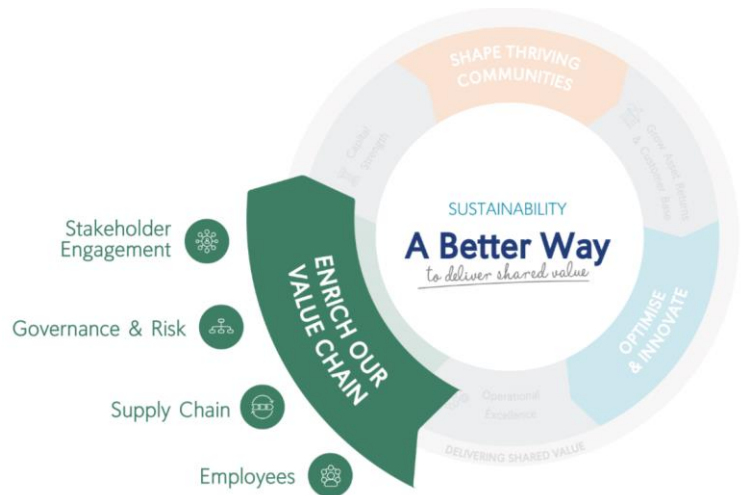 SHAPE THRIVING
COMMUNITIES
Capital
Strength
Grow Asset Returns
& Customer Base
SUSTAINABILITY
A Better Way
to deliver shared value
Stakeholder
Engagement
ENRICH OUR
VALUE CHAIN
Governance & Risk
OPTIMISE
& INNOVATE
Supply Chain
Operational
Excellence
DELIVERING SHARED VALUE
Employees